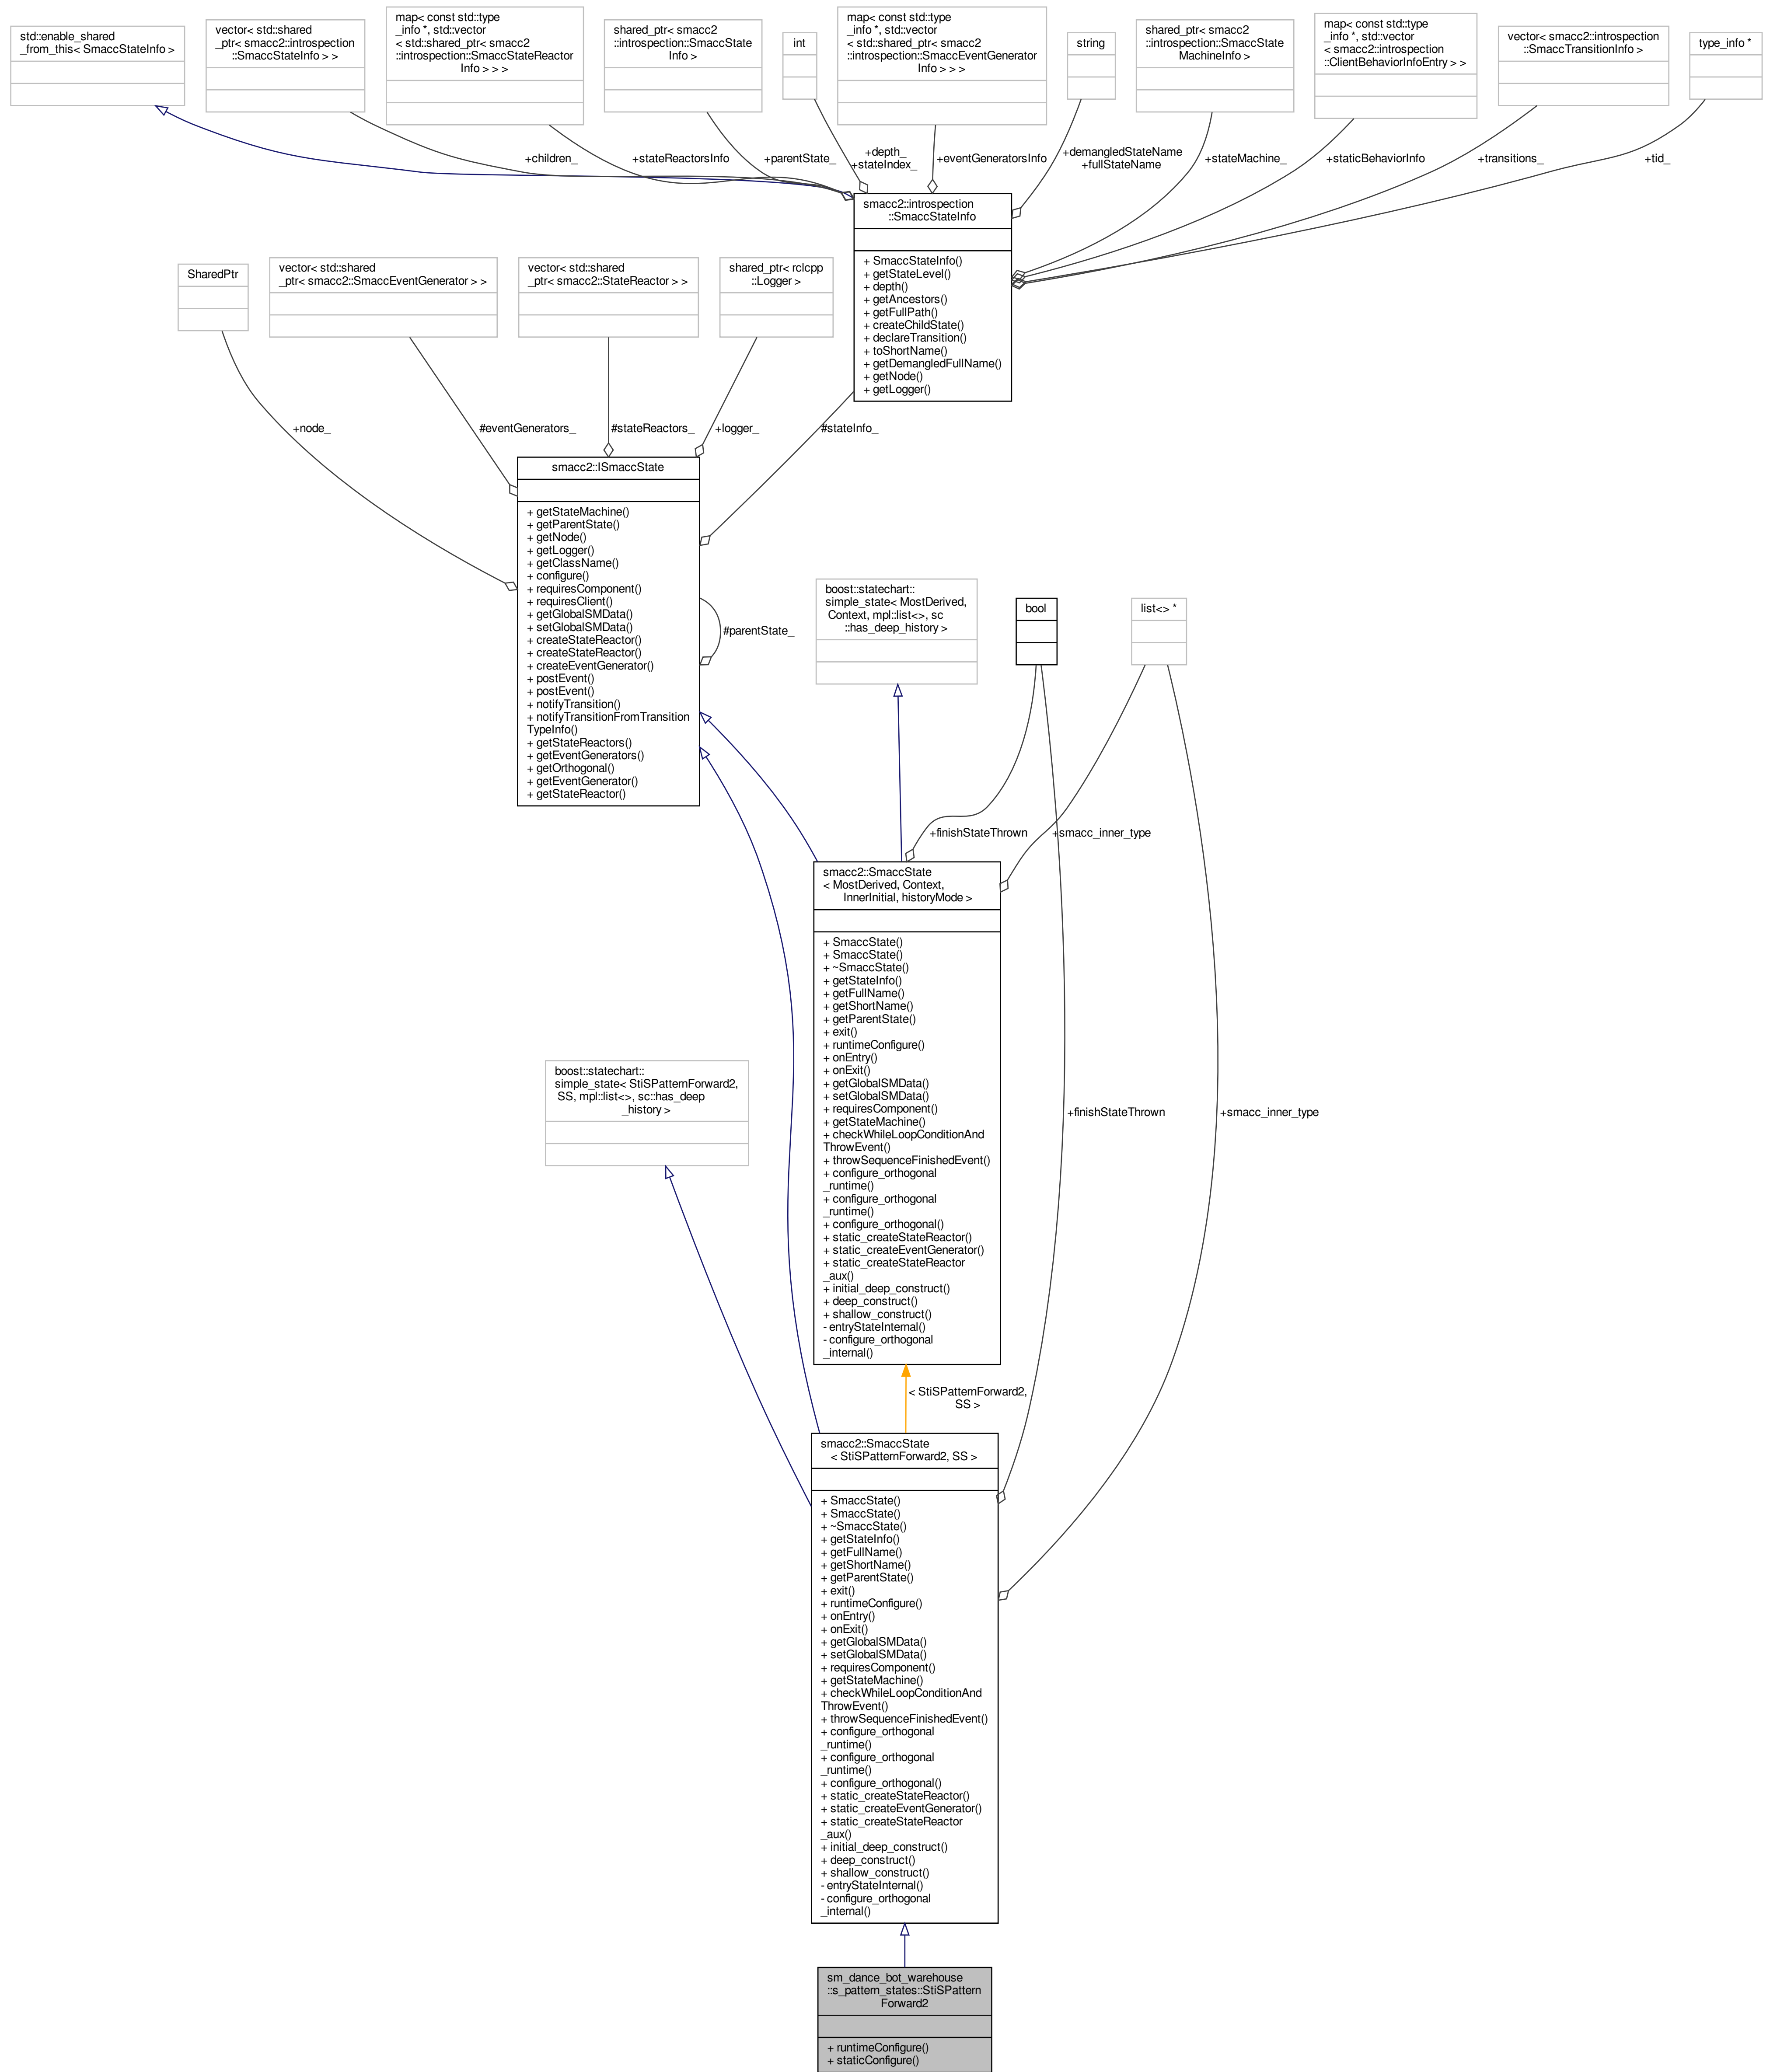 std::enable_shared
_from_this< SmaccStateInfo >
vector< std::shared
_ptr< smacc2::introspection
::SmaccStateInfo > >
map< const std::type
_info *, std::vector
< std::shared_ptr< smacc2
::introspection::SmaccStateReactor
Info > > >
shared_ptr< smacc2
::introspection::SmaccState
Info >
int
map< const std::type
_info *, std::vector
< std::shared_ptr< smacc2
::introspection::SmaccEventGenerator
Info > > >
string
shared_ptr< smacc2
::introspection::SmaccState
MachineInfo >
map< const std::type
_info *, std::vector
< smacc2::introspection
::ClientBehaviorInfoEntry > >
vector< smacc2::introspection
::SmaccTransitionInfo >
type_info *
+children_
+stateReactorsInfo
+parentState_
+depth_
+stateIndex_
+eventGeneratorsInfo
+demangledStateName
+fullStateName
+stateMachine_
+staticBehaviorInfo
+transitions_
+tid_
smacc2::introspection
::SmaccStateInfo
+ SmaccStateInfo()
+ getStateLevel()
+ depth()
+ getAncestors()
+ getFullPath()
+ createChildState()
+ declareTransition()
+ toShortName()
+ getDemangledFullName()
+ getNode()
+ getLogger()
SharedPtr
vector< std::shared
_ptr< smacc2::SmaccEventGenerator > >
vector< std::shared
_ptr< smacc2::StateReactor > >
shared_ptr< rclcpp
::Logger >
+node_
#eventGenerators_
#stateReactors_
+logger_
#stateInfo_
smacc2::ISmaccState
+ getStateMachine()
+ getParentState()
+ getNode()
+ getLogger()
+ getClassName()
+ configure()
+ requiresComponent()
+ requiresClient()
+ getGlobalSMData()
+ setGlobalSMData()
+ createStateReactor()
+ createStateReactor()
+ createEventGenerator()
+ postEvent()
+ postEvent()
+ notifyTransition()
+ notifyTransitionFromTransition
TypeInfo()
+ getStateReactors()
+ getEventGenerators()
+ getOrthogonal()
+ getEventGenerator()
+ getStateReactor()
#parentState_
boost::statechart::
simple_state< MostDerived,
Context, mpl::list<>, sc
::has_deep_history >
bool
list<> *
+finishStateThrown
+smacc_inner_type
smacc2::SmaccState
< MostDerived, Context,
InnerInitial, historyMode >
+ SmaccState()
+ SmaccState()
+ ~SmaccState()
+ getStateInfo()
+ getFullName()
+ getShortName()
+ getParentState()
+ exit()
+ runtimeConfigure()
+ onEntry()
+ onExit()
+ getGlobalSMData()
+ setGlobalSMData()
+ requiresComponent()
+ getStateMachine()
+ checkWhileLoopConditionAnd
ThrowEvent()
+ throwSequenceFinishedEvent()
+ configure_orthogonal
_runtime()
+ configure_orthogonal
_runtime()
+ configure_orthogonal()
+ static_createStateReactor()
+ static_createEventGenerator()
+ static_createStateReactor
_aux()
+ initial_deep_construct()
+ deep_construct()
+ shallow_construct()
- entryStateInternal()
- configure_orthogonal
_internal()
boost::statechart::
simple_state< StiSPatternForward2,
SS, mpl::list<>, sc::has_deep
_history >
+finishStateThrown
+smacc_inner_type
< StiSPatternForward2,
SS >
smacc2::SmaccState
< StiSPatternForward2, SS >
+ SmaccState()
+ SmaccState()
+ ~SmaccState()
+ getStateInfo()
+ getFullName()
+ getShortName()
+ getParentState()
+ exit()
+ runtimeConfigure()
+ onEntry()
+ onExit()
+ getGlobalSMData()
+ setGlobalSMData()
+ requiresComponent()
+ getStateMachine()
+ checkWhileLoopConditionAnd
ThrowEvent()
+ throwSequenceFinishedEvent()
+ configure_orthogonal
_runtime()
+ configure_orthogonal
_runtime()
+ configure_orthogonal()
+ static_createStateReactor()
+ static_createEventGenerator()
+ static_createStateReactor
_aux()
+ initial_deep_construct()
+ deep_construct()
+ shallow_construct()
- entryStateInternal()
- configure_orthogonal
_internal()
sm_dance_bot_warehouse
::s_pattern_states::StiSPattern
Forward2
+ runtimeConfigure()
+ staticConfigure()